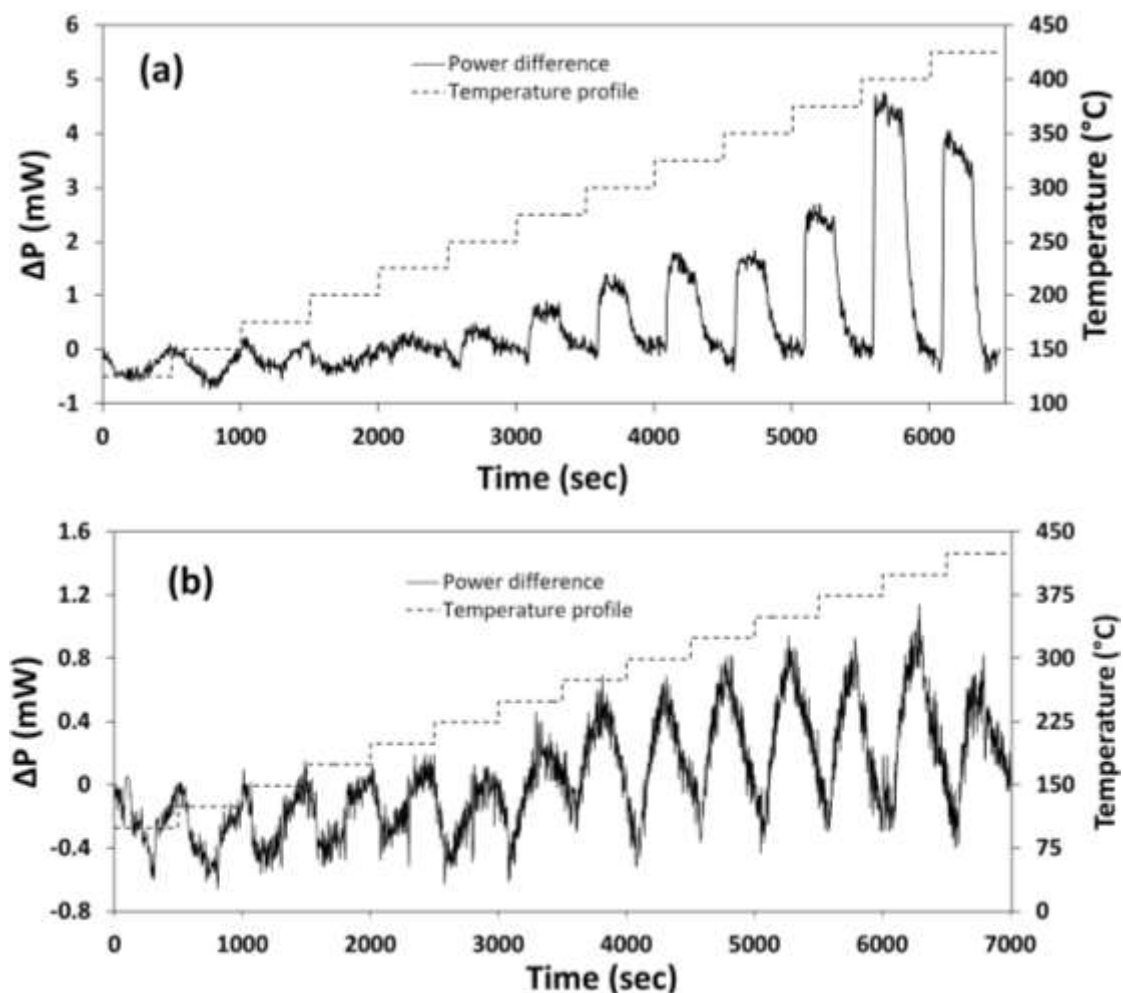 (a)
Power difference
Temperature profile
ΔP (mW)
6
5
4
3
2
1
0
-1
450
400
350
300
250
200
150
100
Temperature (°C)
0 1000 2000 3000 4000 5000 6000
Time (sec)
(b)
Power difference
Temperature profile
ΔP (mW)
1.6
1.2
0.8
0.4
0
-0.4
-0.8
450
375
300
225
150
75
0
Temperature (°C)
0 1000 2000 3000 4000 5000 6000 7000
Time (sec)